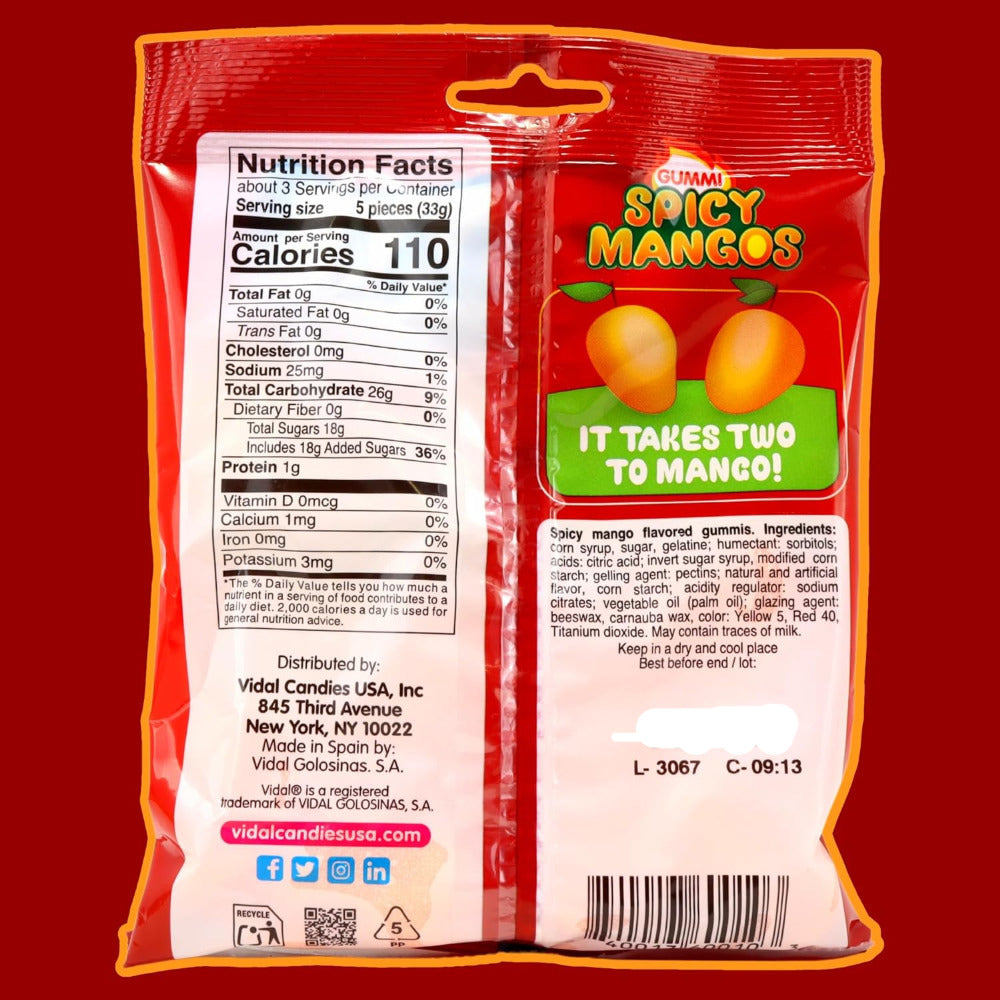 Nutrition Facts
about 3 Servings per Container
Serving size 5 pieces (33g)
Amount per Serving
Calories 110
% Daily Value*
Total Fat 0g 0%
Saturated Fat 0g 0%
Trans Fat 0g
Cholesterol 0mg 0%
Sodium 25mg 1%
Total Carbohydrate 26g 9%
Dietary Fiber 0g 0%
Total Sugars 18g
Includes 18g Added Sugars 36%
Protein 1g
Vitamin D 0mcg 0%
Calcium 1mg 0%
Iron 0mg 0%
Potassium 3mg 0%
*The % Daily Value tells you how much a
nutrient in a serving of food contributes to a
daily diet. 2,000 calories a day is used for
general nutrition advice.
Distributed by:
Vidal Candies USA, Inc
845 Third Avenue
New York, NY 10022
Made in Spain by:
Vidal Golosinas. S.A.
Vidal® is a registered
trademark of VIDAL GOLOSINAS, S.A.
vidalcandiesusa.com
RECYCLE
5
PP
GUMMI
SPICY
MANGOS
IT TAKES TWO
TO MANGO!
Spicy mango flavored gummis. Ingredients:
corn syrup, sugar, gelatine; humectant: sorbitols;
acids: citric acid; invert sugar syrup, modified corn
starch; gelling agent: pectins; natural and artificial
flavor, corn starch; acidity regulator: sodium
citrates; vegetable oil (palm oil); glazing agent:
beeswax, carnauba wax, color: Yellow 5, Red 40,
Titanium dioxide. May contain traces of milk.
Keep in a dry and cool place
Best before end / lot:
L- 3067 C- 09:13